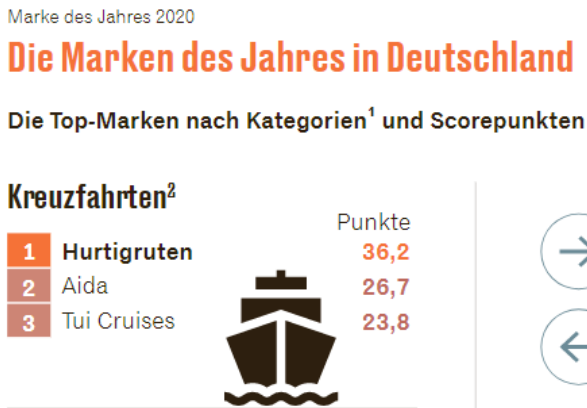 Marke des Jahres 2020
Die Marken des Jahres in Deutschland
Die Top-Marken nach Kategorien¹ und Scorepunkten
Kreuzfahrten²
Punkte
1 Hurtigruten 36,2
2 Aida 26,7
3 Tui Cruises 23,8